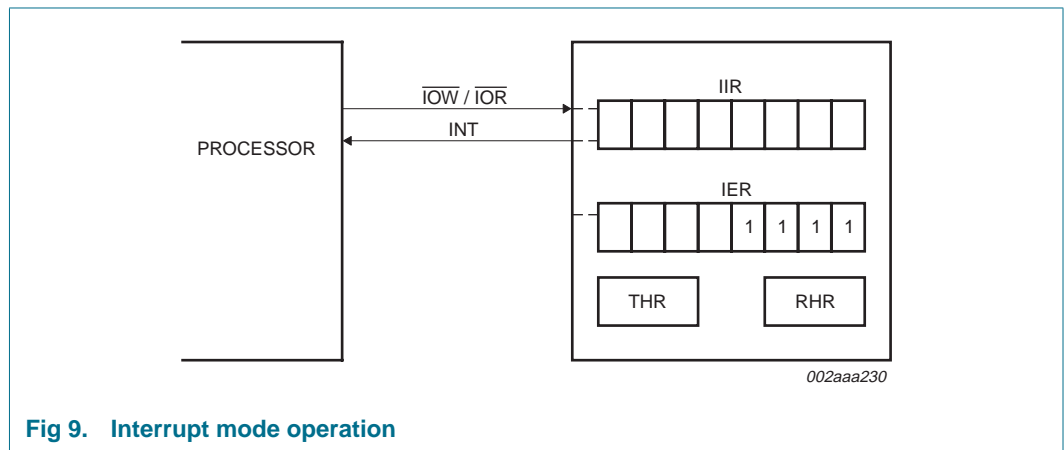 IOW / IOR
INT
PROCESSOR
IIR
IER
1 1 1 1
THR
RHR
002aaa230
Fig 9. Interrupt mode operation